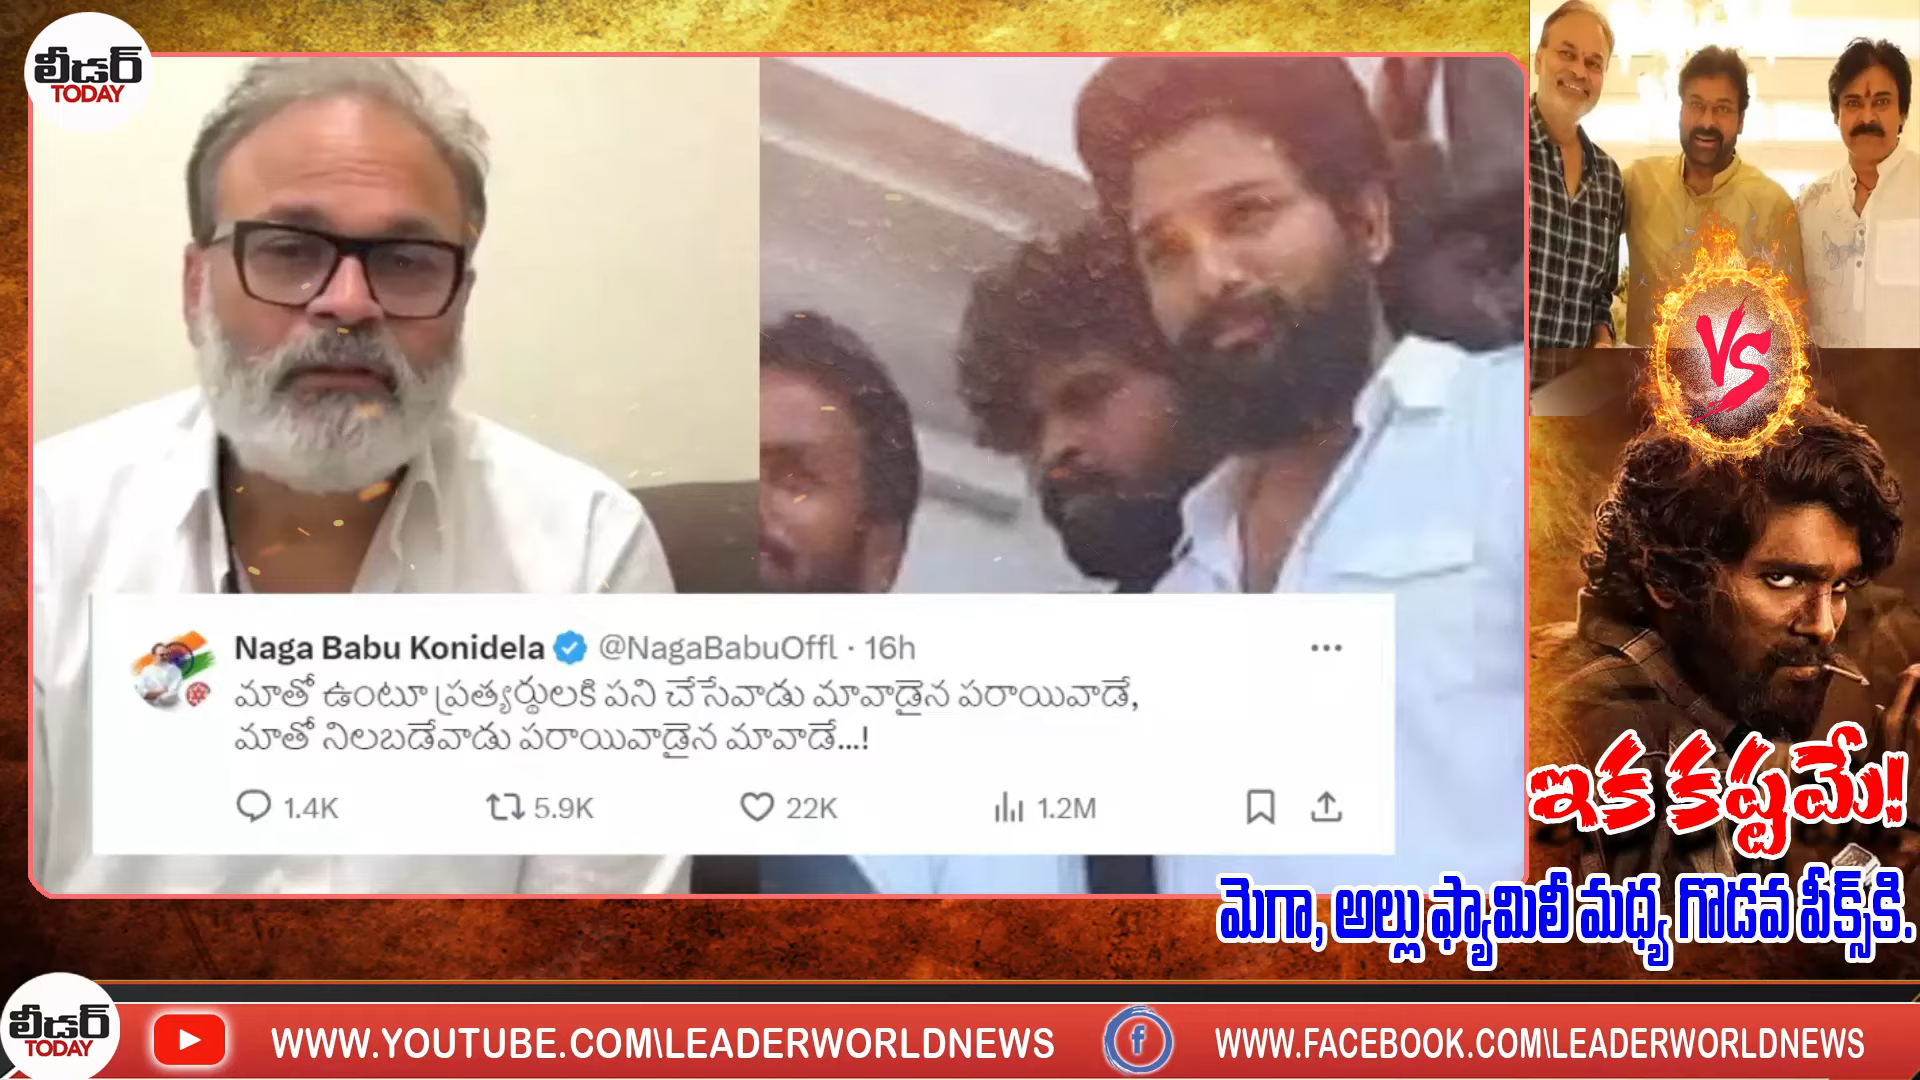 లీడర్
TODAY
VS
Naga Babu Konidela @NagaBabuOffl · 16h
మాతో ఉంటూ ప్రత్యర్థులకి పని చేసేవాడు మావాడైన పరాయివాడే,
మాతో నిలబడేవాడు పరాయివాడైన మావాడే...!
1.4K 5.9K 22K 1.2M
ఇక కష్టమే!
మెగా, అల్లు ఫ్యామిలీ మధ్య గొడవ పీక్స్‌కి.
లీడర్
TODAY
WWW.YOUTUBE.COM\LEADERWORLDNEWS
f
WWW.FACEBOOK.COM\LEADERWORLDNEWS